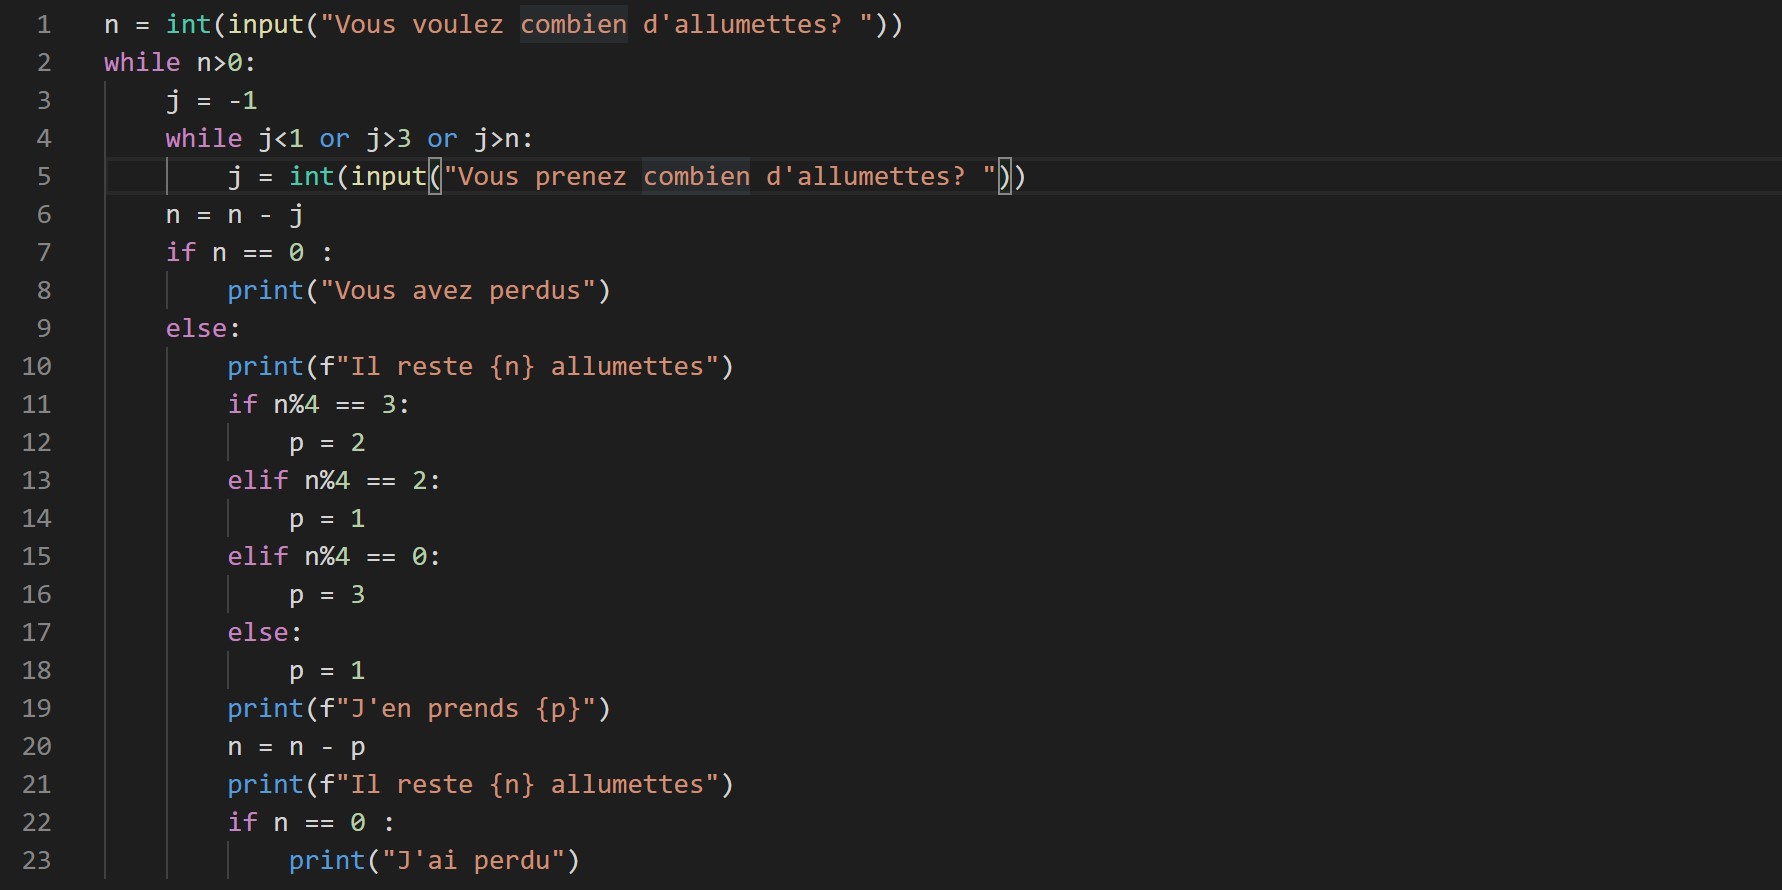 1 n = int(input("Vous voulez combien d'allumettes? "))
2 while n>0:
3     j = -1
4     while j<1 or j>3 or j>n:
5         j = int(input("Vous prenez combien d'allumettes? "))
6     n = n - j
7     if n == 0 :
8         print("Vous avez perdus")
9     else:
10         print(f"Il reste {n} allumettes")
11         if n%4 == 3:
12             p = 2
13         elif n%4 == 2:
14             p = 1
15         elif n%4 == 0:
16             p = 3
17         else:
18             p = 1
19         print(f"J'en prends {p}")
20         n = n - p
21         print(f"Il reste {n} allumettes")
22         if n == 0 :
23             print("J'ai perdu")